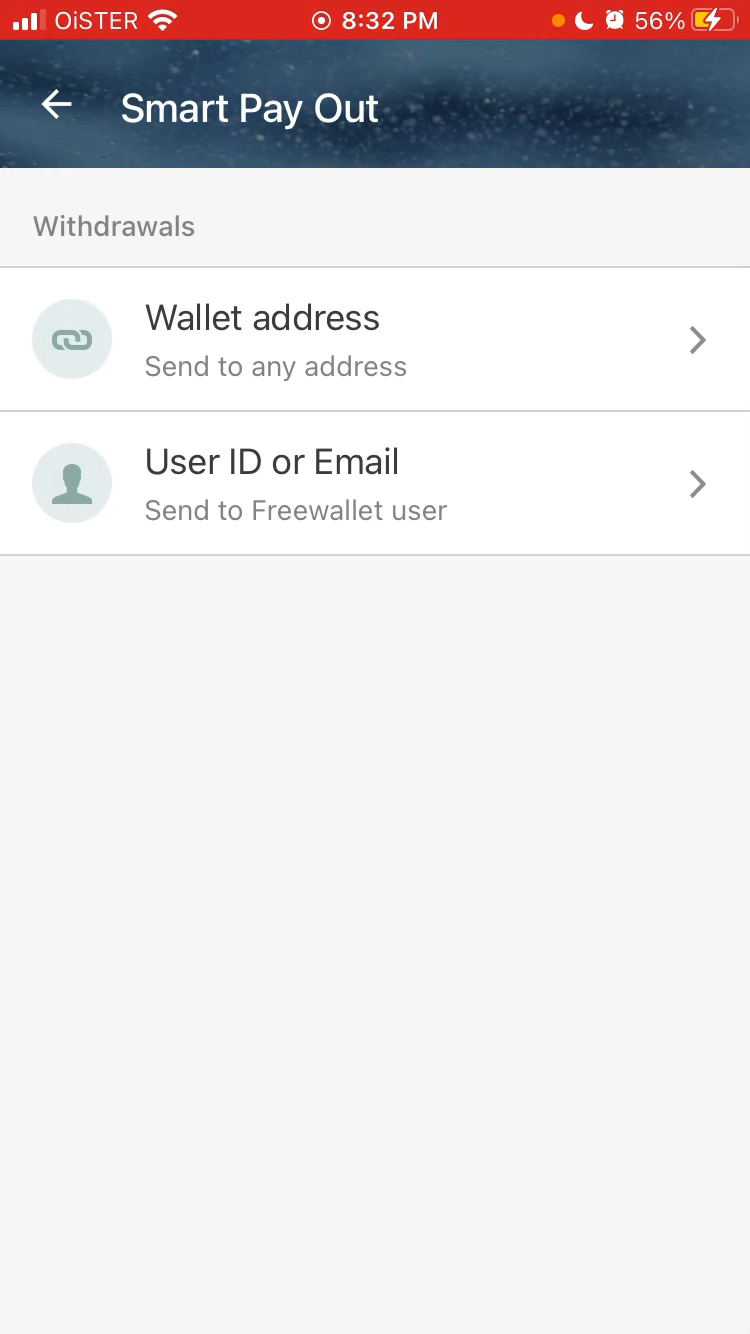 OiSTER 8:32 PM 56%
Smart Pay Out
Withdrawals
Wallet address
Send to any address
User ID or Email
Send to Freewallet user